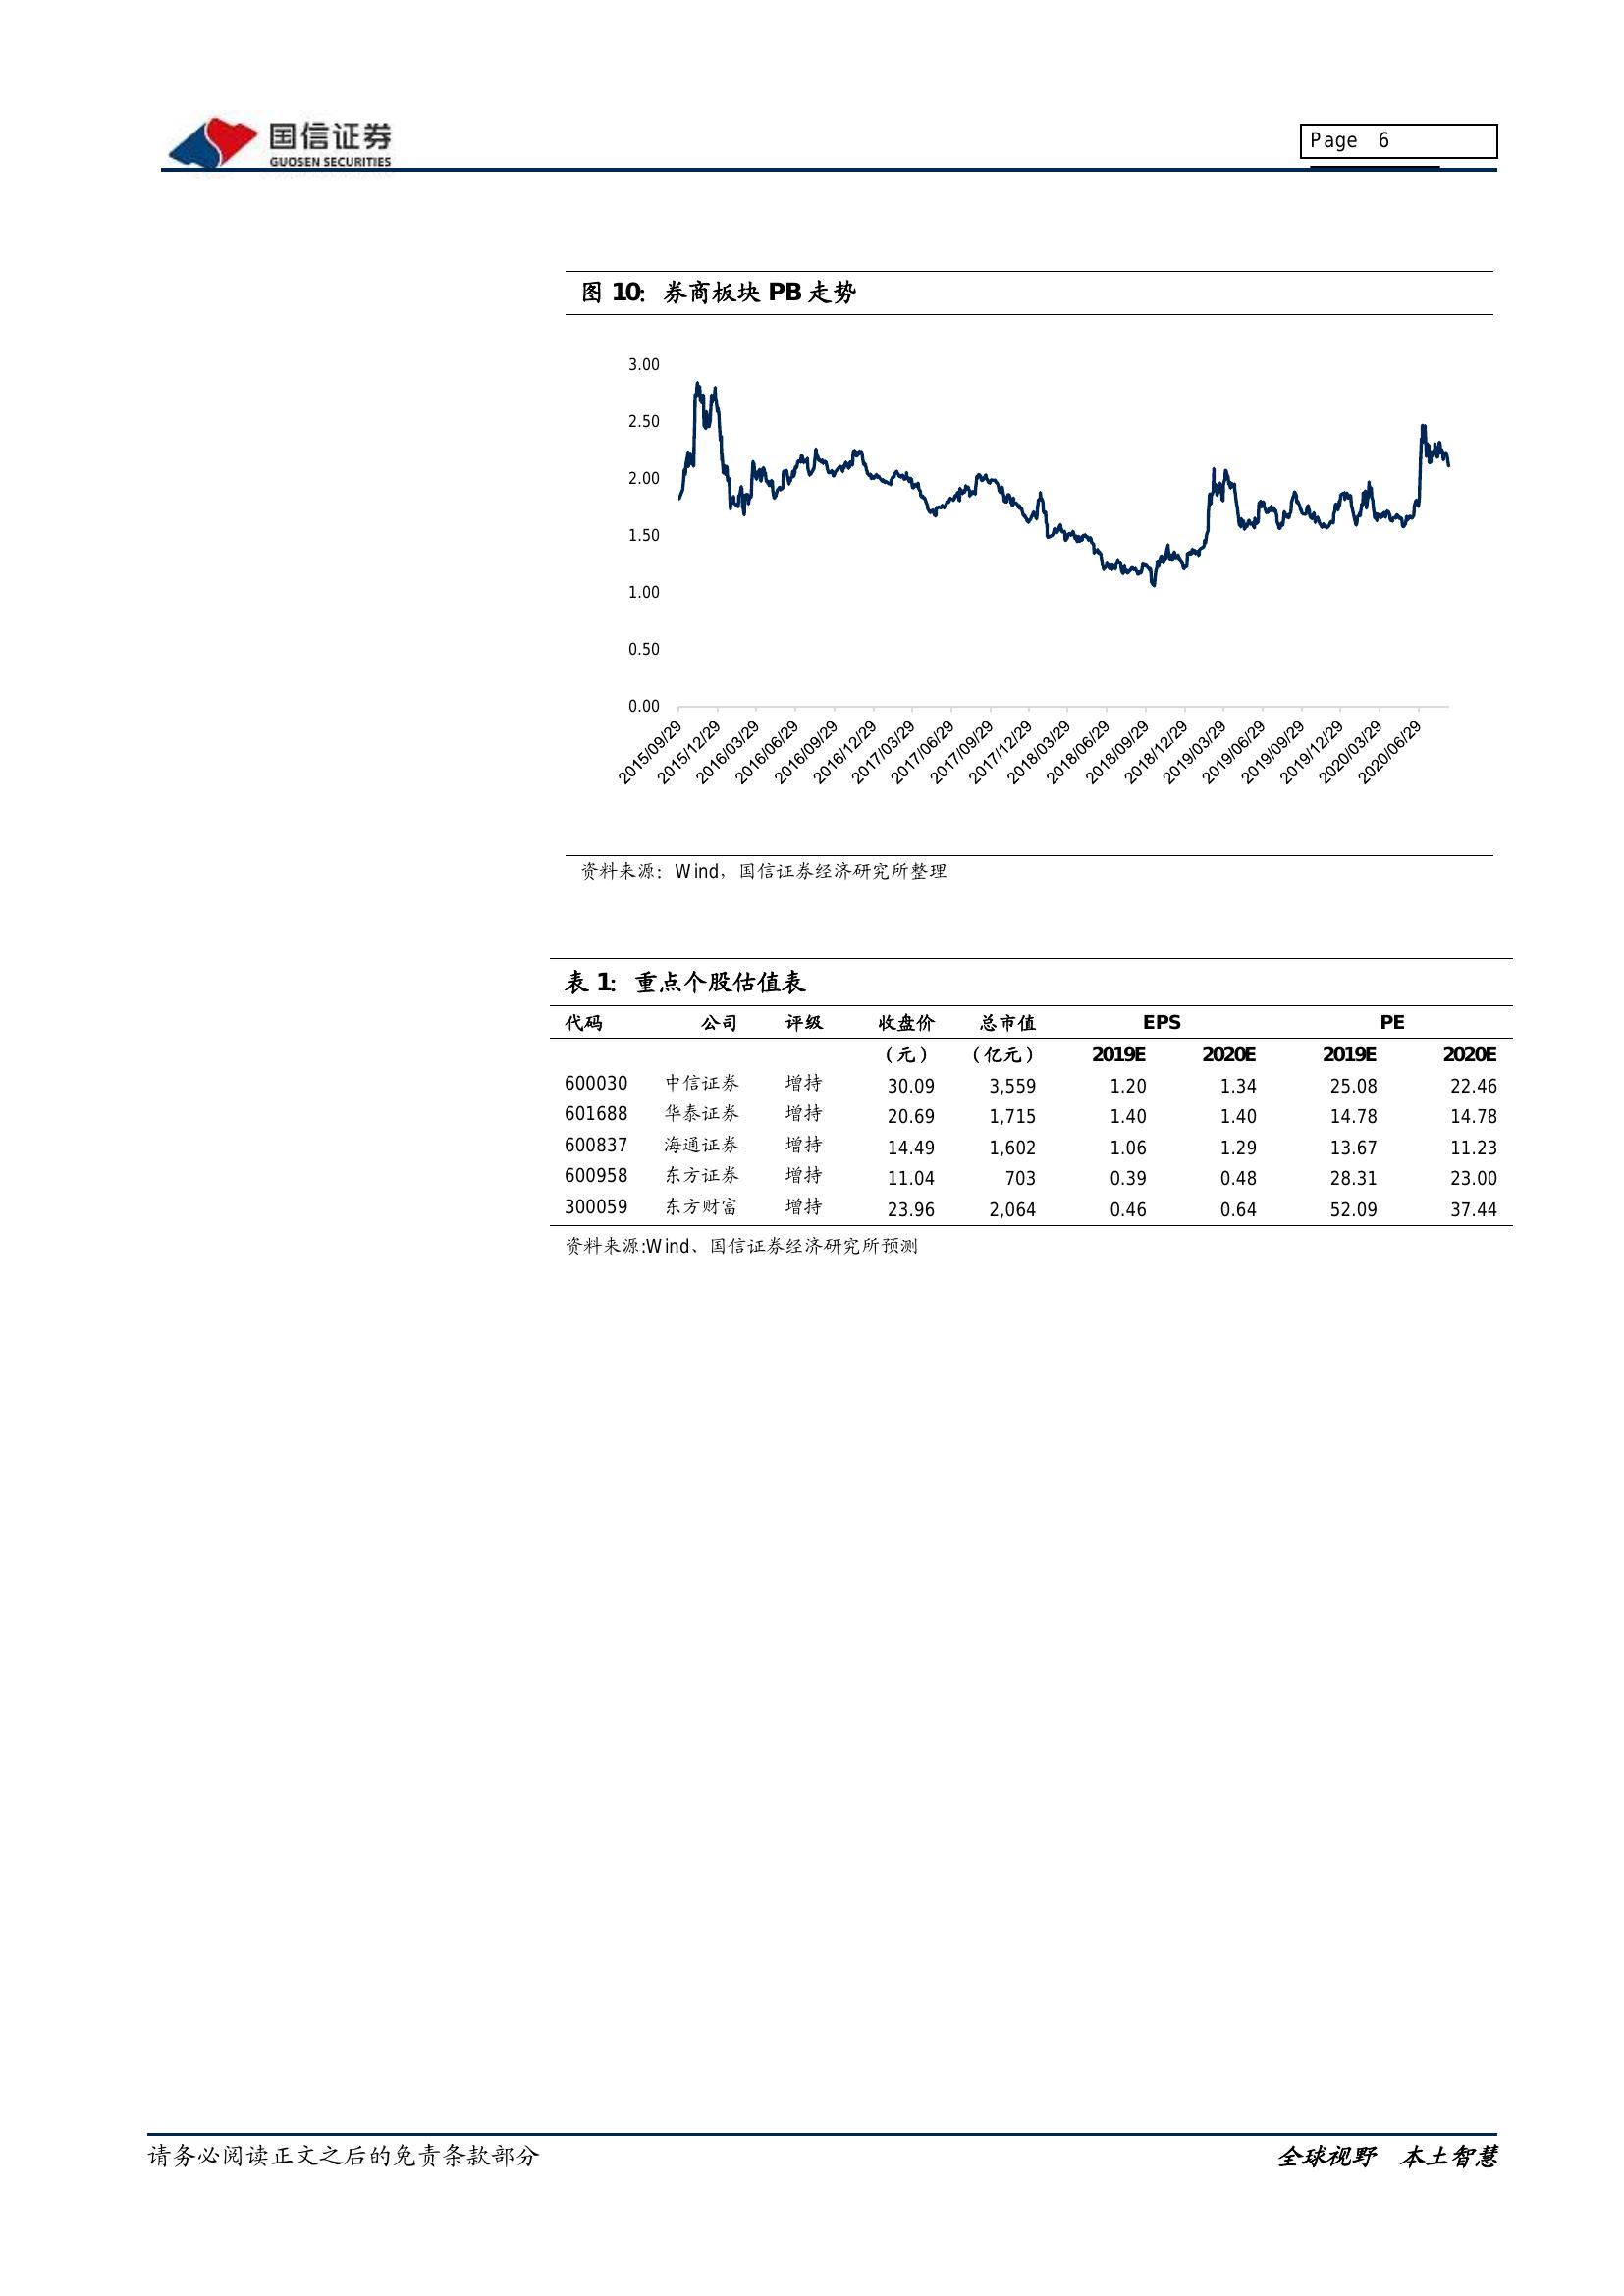 国信证券
GUOSEN SECURITIES
Page 6
图 10：券商板块 PB 走势
3.00
2.50
2.00
1.50
1.00
0.50
0.00
2015/09/29 2015/12/29 2016/03/29 2016/06/29 2016/09/29 2016/12/29 2017/03/29 2017/06/29 2017/09/29 2017/12/29 2018/03/29 2018/06/29 2018/09/29 2018/12/29 2019/03/29 2019/06/29 2019/09/29 2019/12/29 2020/03/29 2020/06/29
资料来源：Wind，国信证券经济研究所整理
表 1：重点个股估值表
代码 公司 评级 收盘价 总市值 EPS PE
（元） （亿元） 2019E 2020E 2019E 2020E
600030 中信证券 增持 30.09 3,559 1.20 1.34 25.08 22.46
601688 华泰证券 增持 20.69 1,715 1.40 1.40 14.78 14.78
600837 海通证券 增持 14.49 1,602 1.06 1.29 13.67 11.23
600958 东方证券 增持 11.04 703 0.39 0.48 28.31 23.00
300059 东方财富 增持 23.96 2,064 0.46 0.64 52.09 37.44
资料来源:Wind、国信证券经济研究所预测
请务必阅读正文之后的免责条款部分 全球视野 本土智慧